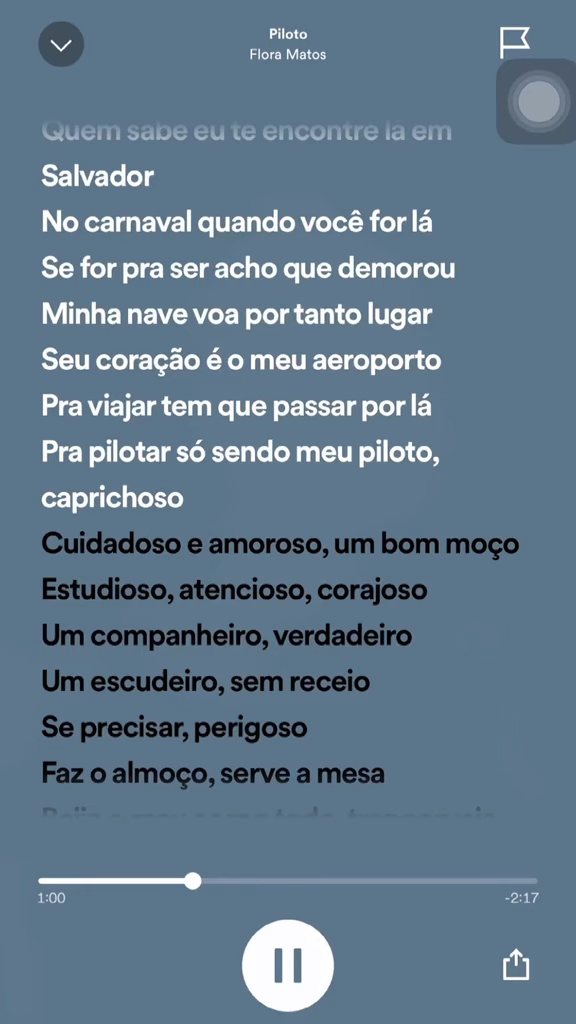 Piloto
Flora Matos
Quem sabe eu te encontre lá em
Salvador
No carnaval quando você for lá
Se for pra ser acho que demorou
Minha nave voa por tanto lugar
Seu coração é o meu aeroporto
Pra viajar tem que passar por lá
Pra pilotar só sendo meu piloto,
caprichoso
Cuidadoso e amoroso, um bom moço
Estudioso, atencioso, corajoso
Um companheiro, verdadeiro
Um escudeiro, sem receio
Se precisar, perigoso
Faz o almoço, serve a mesa
1:00
-2:17